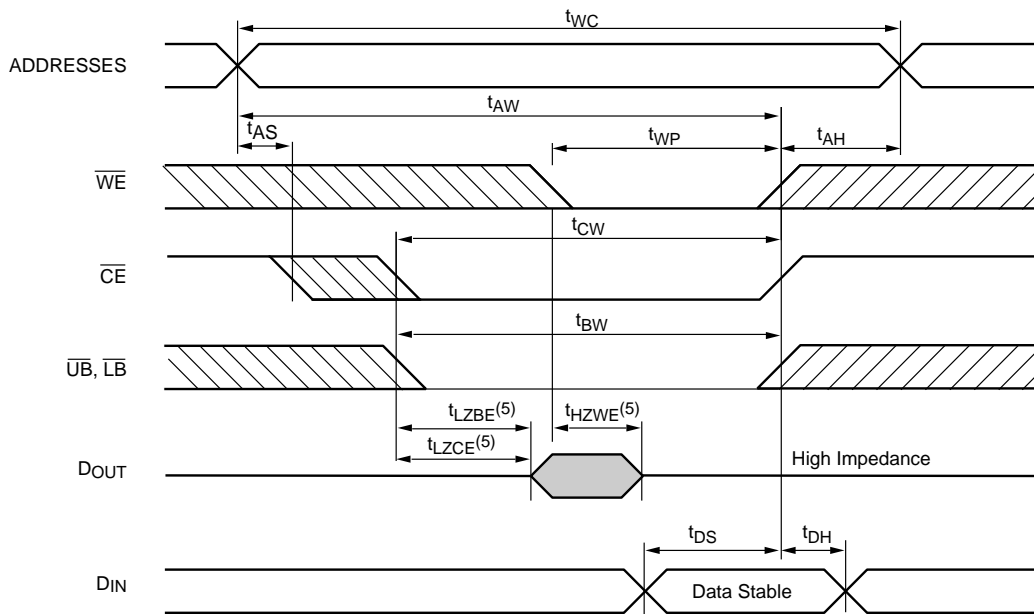 tWC
ADDRESSES
tAW
tAS
tWP
tAH
WE
tCW
CE
tBW
UB, LB
tLZBE(5)
tHZWE(5)
tLZCE(5)
DOUT
High Impedance
tDS
tDH
DIN
Data Stable